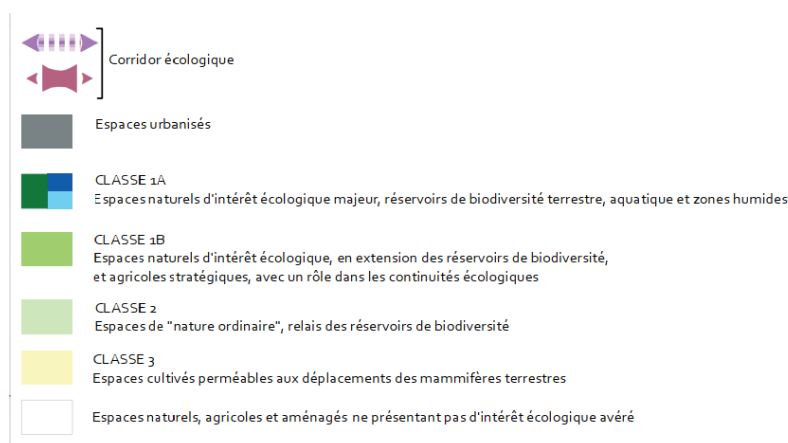 Corridor écologique
Espaces urbanisés
CLASSE 1A
Espaces naturels d'intérêt écologique majeur, réservoirs de biodiversité terrestre, aquatique et zones humides
CLASSE 1B
Espaces naturels d'intérêt écologique, en extension des réservoirs de biodiversité,
et agricoles stratégiques, avec un rôle dans les continuités écologiques
CLASSE 2
Espaces de "nature ordinaire", relais des réservoirs de biodiversité
CLASSE 3
Espaces cultivés perméables aux déplacements des mammifères terrestres
Espaces naturels, agricoles et aménagés ne présentant pas d'intérêt écologique avéré